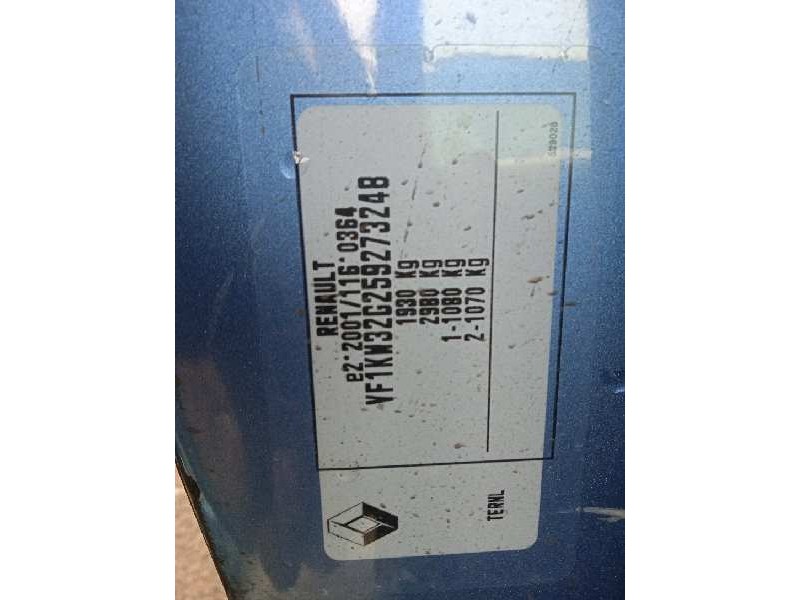 RENAULT
e2*2001/116*0364
VF1KW32G259273248
1930 Kg
2980 Kg
1-1080 Kg
2-1070 Kg
TERNL